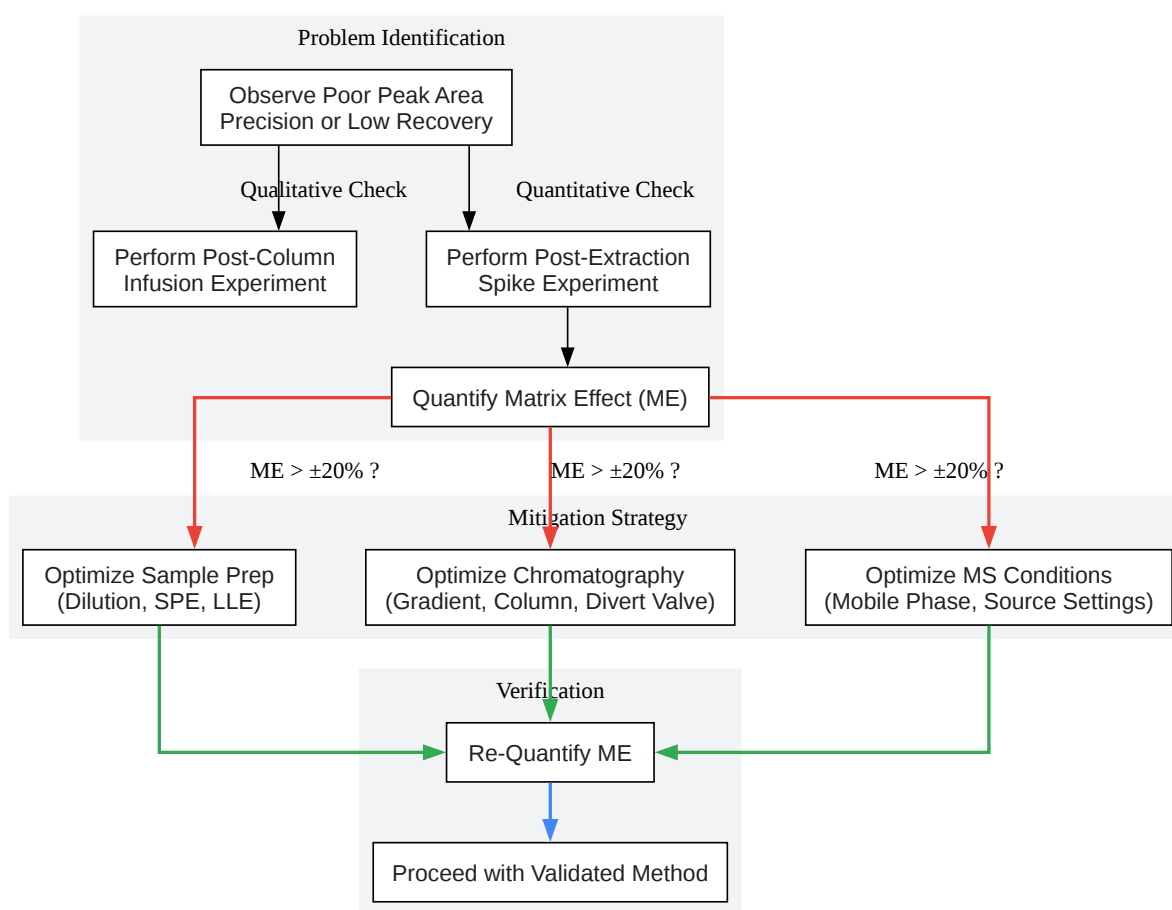 Problem Identification
Observe Poor Peak Area
Precision or Low Recovery
Qualitative Check
Quantitative Check
Perform Post-Column
Infusion Experiment
Perform Post-Extraction
Spike Experiment
Quantify Matrix Effect (ME)
ME > ±20% ?
ME > ±20% ?
ME > ±20% ?
Mitigation Strategy
Optimize Sample Prep
(Dilution, SPE, LLE)
Optimize Chromatography
(Gradient, Column, Divert Valve)
Optimize MS Conditions
(Mobile Phase, Source Settings)
Verification
Re-Quantify ME
Proceed with Validated Method